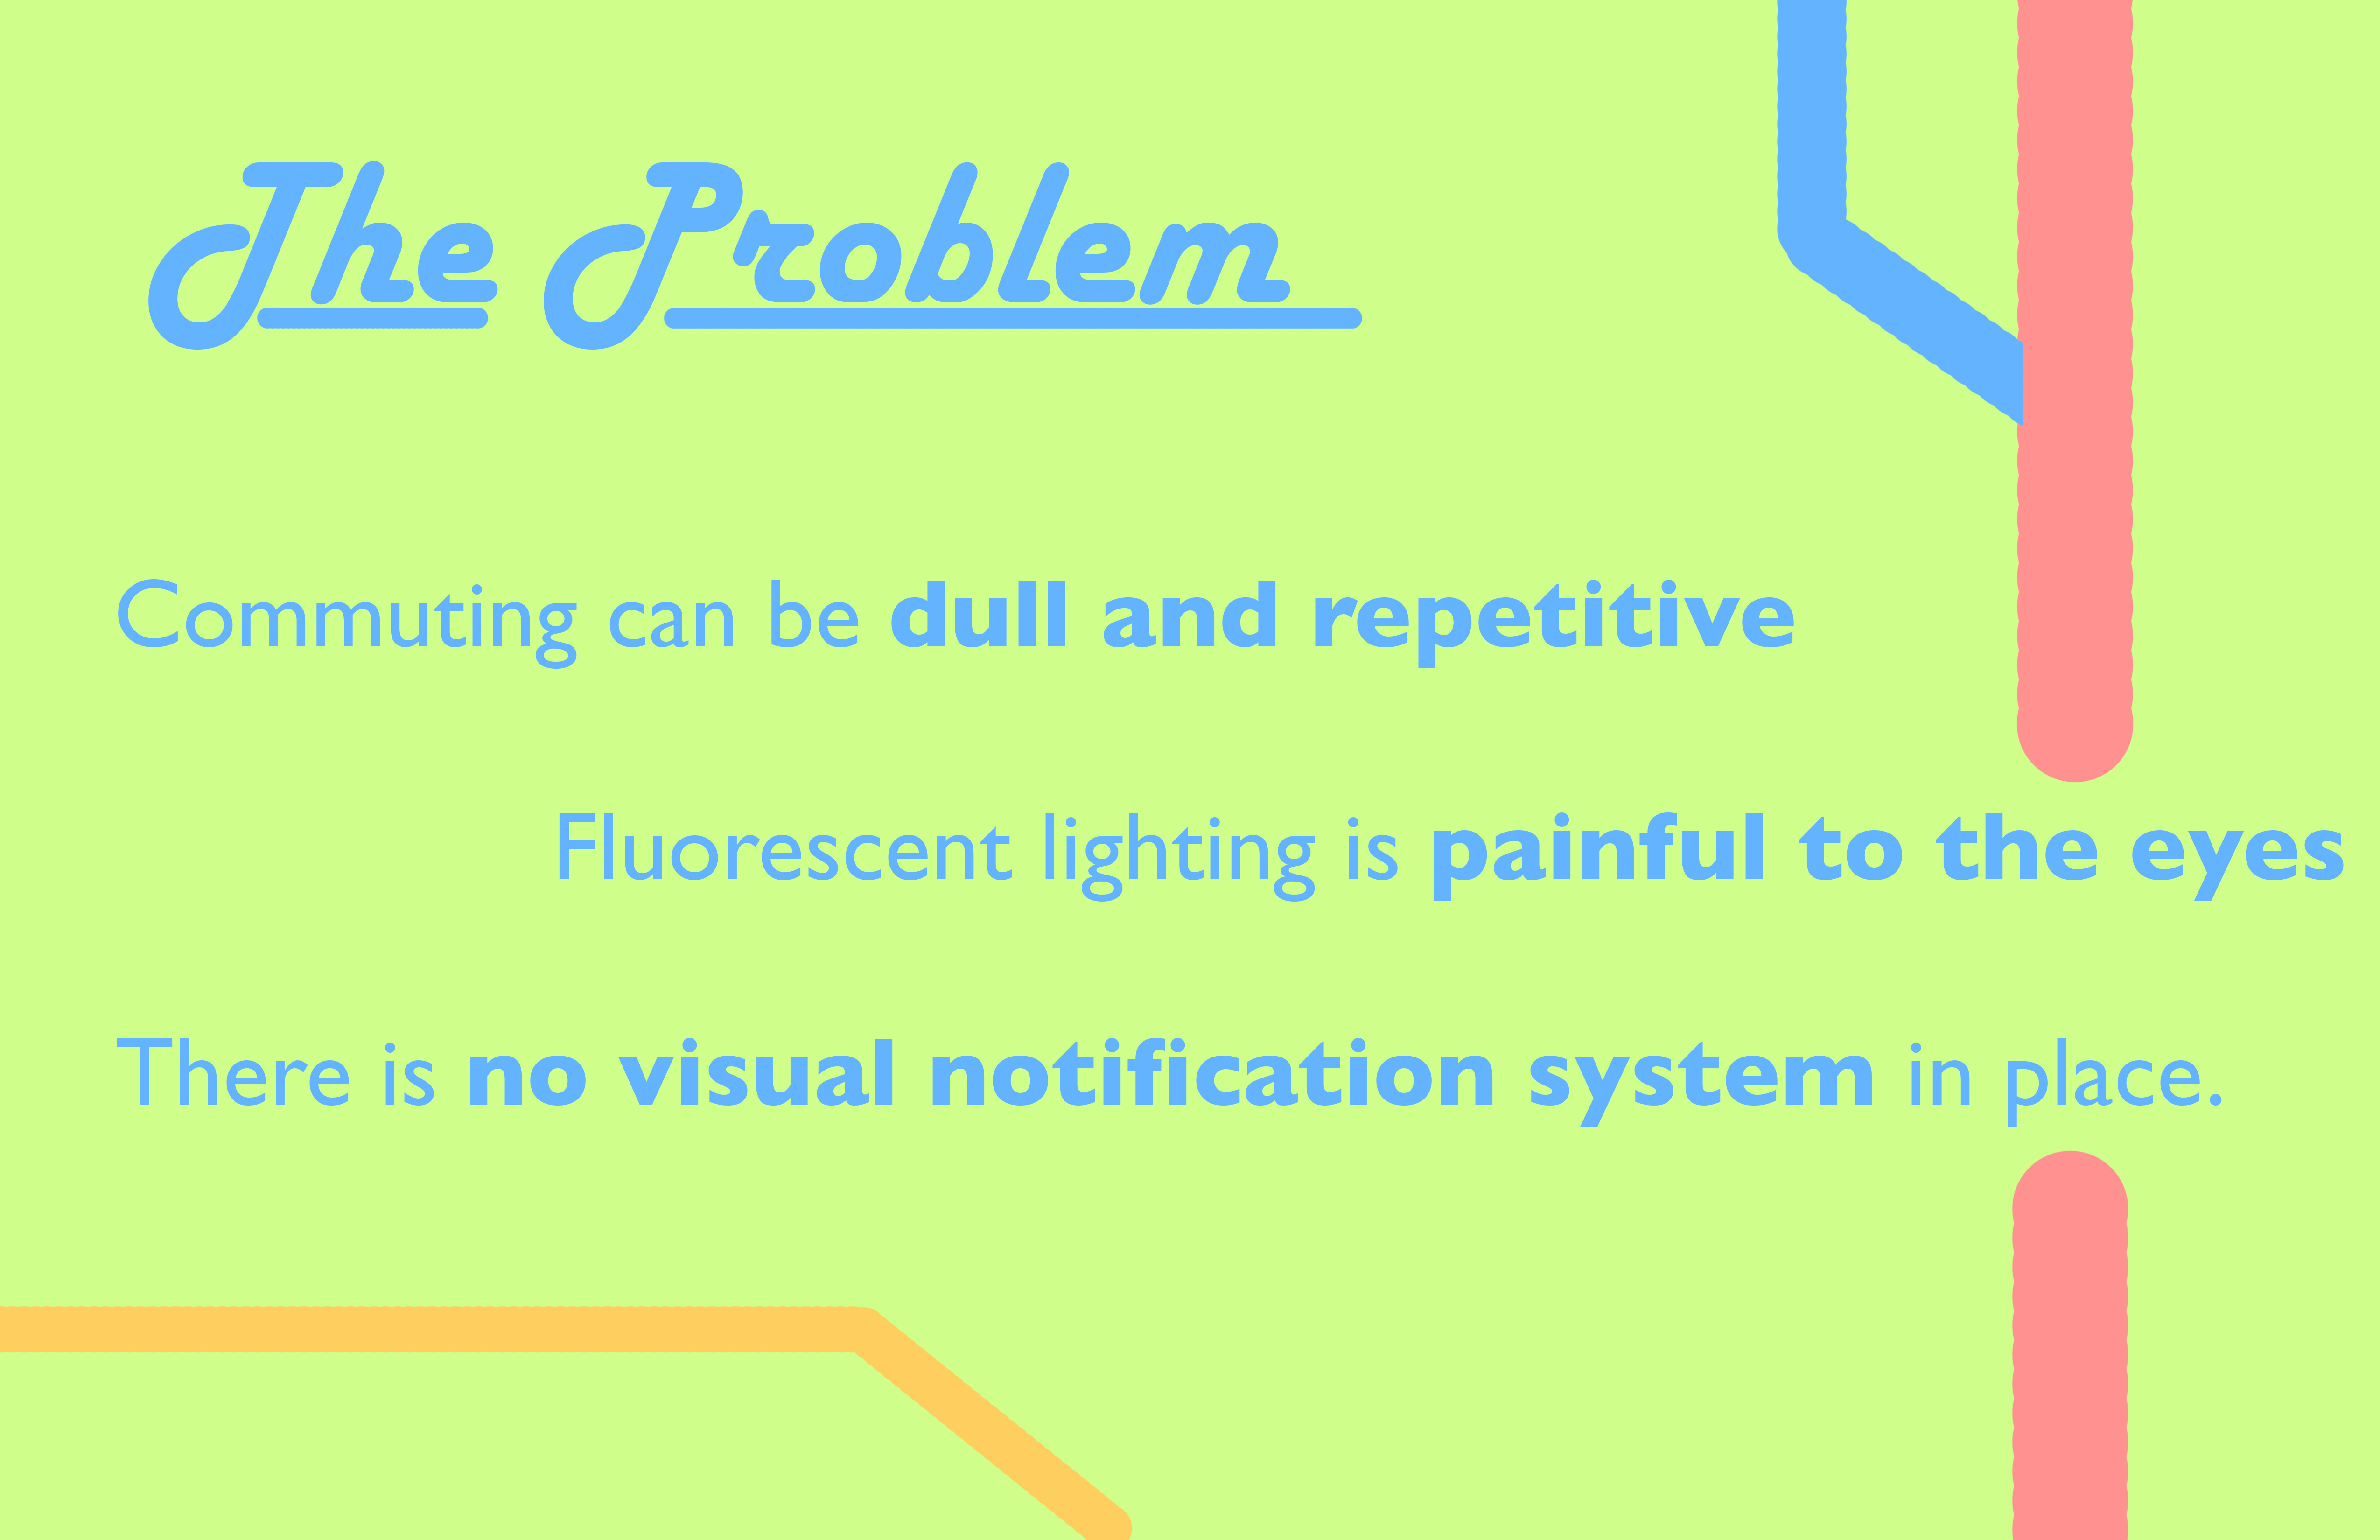 The Problem
Commuting can be dull and repetitive
Fluorescent lighting is painful to the eyes
There is no visual notification system in place.